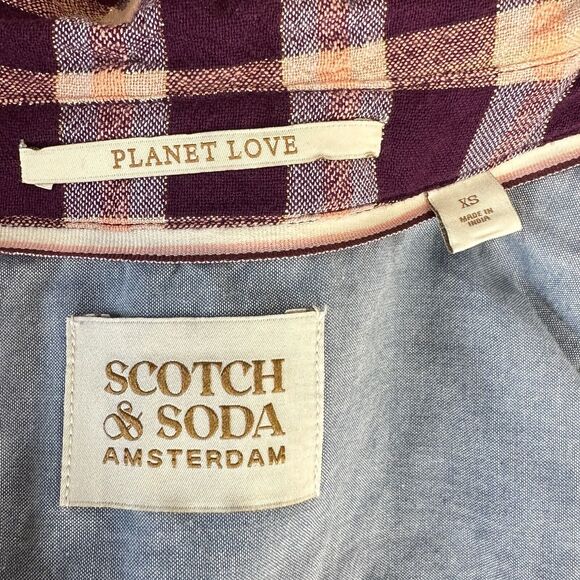 PLANET LOVE
XS
MADE IN
INDIA
SCOTCH
& SODA
AMSTERDAM